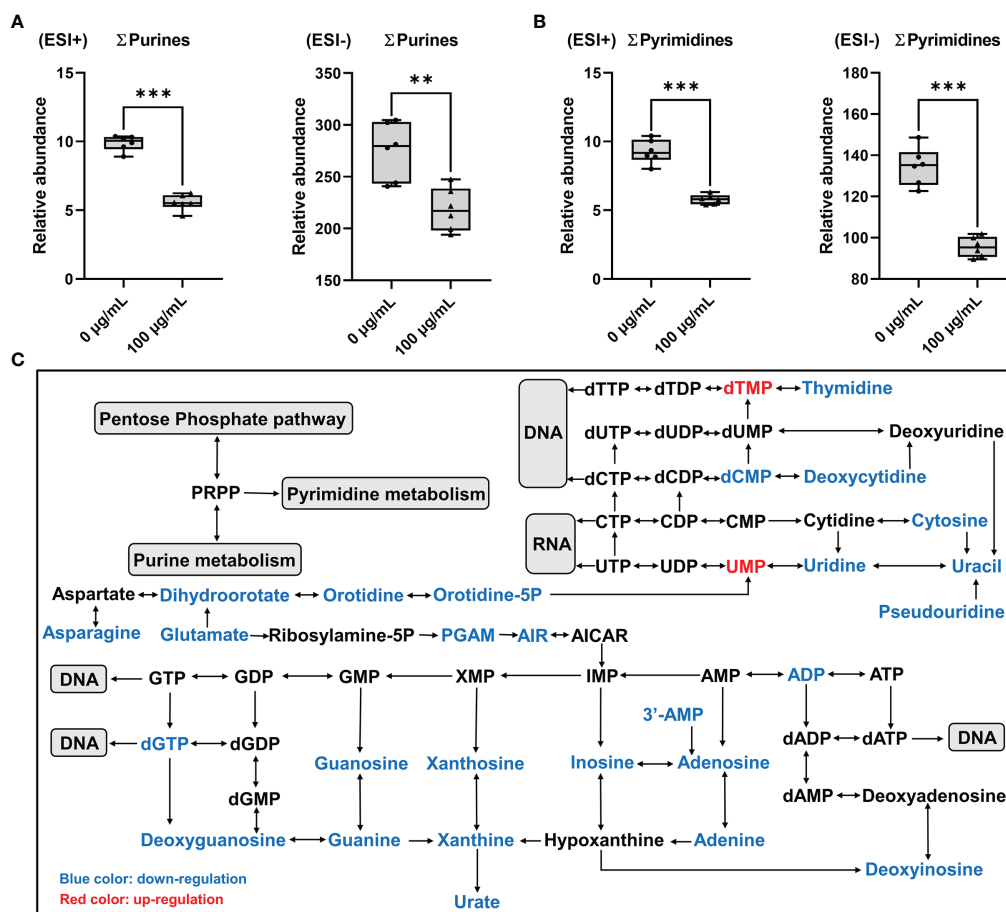 A
B
(ESI+) ΣPurines
(ESI-) ΣPurines
(ESI+) ΣPyrimidines
(ESI-) ΣPyrimidines
Relative abundance
15
10
5
0
***
0 μg/mL
100 μg/mL
Relative abundance
350
300
250
200
150
**
0 μg/mL
100 μg/mL
Relative abundance
15
10
5
0
***
0 μg/mL
100 μg/mL
Relative abundance
180
160
140
120
100
80
***
0 μg/mL
100 μg/mL
C
Pentose Phosphate pathway
PRPP
Pyrimidine metabolism
Purine metabolism
DNA
dTTP dTDP dTMP Thymidine
dUTP dUDP dUMP Deoxyuridine
dCTP dCDP dCMP Deoxycytidine
RNA
CTP CDP CMP Cytidine Cytosine
UTP UDP UMP Uridine Uracil
Pseudouridine
Aspartate Dihydroorotate Orotidine Orotidine-5P
Asparagine Glutamate Ribosylamine-5P PGAM AIR AICAR
DNA GTP GDP GMP XMP IMP AMP ADP ATP
3’-AMP
DNA dGTP dGDP dADP dATP DNA
Guanosine Xanthosine Inosine Adenosine
dGMP dAMP Deoxyadenosine
Deoxyguanosine Guanine Xanthine Hypoxanthine Adenine
Deoxyinosine
Blue color: down-regulation
Red color: up-regulation
Urate